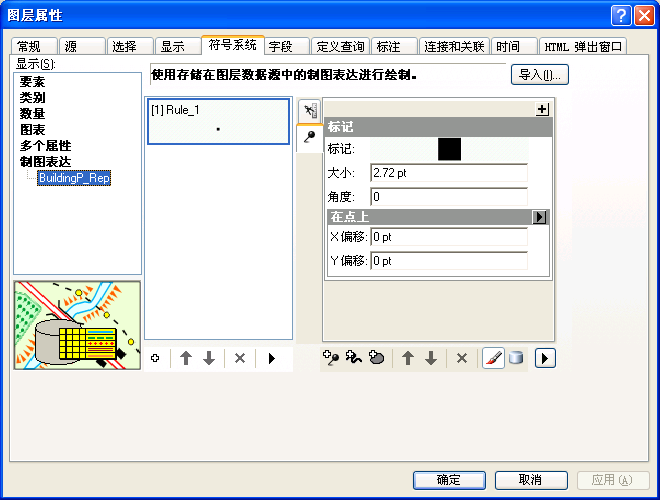 图层属性
常规 源 选择 显示 符号系统 字段 定义查询 标注 连接和关联 时间 HTML 弹出窗口
显示(S):
要素
类别
数量
图表
多个属性
制图表达
BuildingP_Rep
使用存储在图层数据源中的制图表达进行绘制。
导入(I)...
[1] Rule_1
标记
标记:
大小: 2.72 pt
角度: 0
在点上
X 偏移: 0 pt
Y 偏移: 0 pt
确定 取消 应用(A)